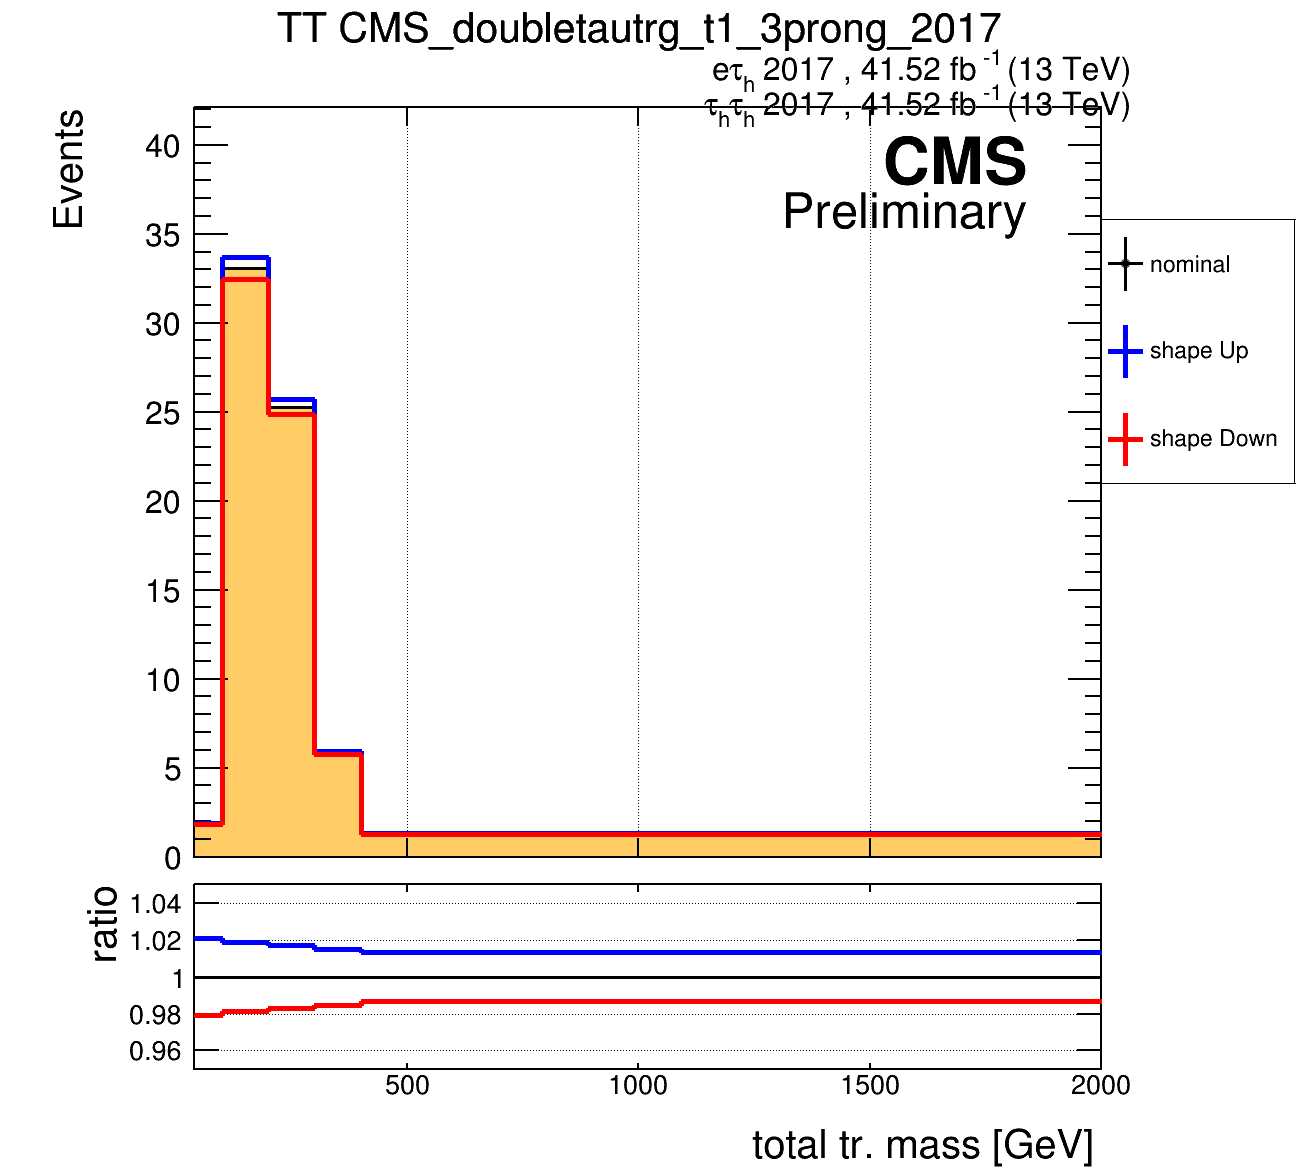 TT CMS_doubletautrg_t1_3prong_2017
eτh 2017 , 41.52 fb -1 (13 TeV)
τhτh 2017 , 41.52 fb -1 (13 TeV)
CMS
Preliminary
Events
40
35
30
25
20
15
10
5
0
nominal
shape Up
shape Down
ratio
1.04
1.02
1
0.98
0.96
500 1000 1500 2000
total tr. mass [GeV]